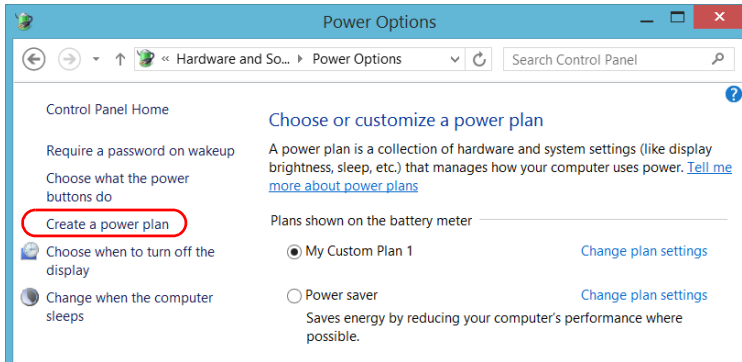 Power Options
« Hardware and So... Power Options
Search Control Panel
Control Panel Home
Require a password on wakeup
Choose what the power
buttons do
Create a power plan
Choose when to turn off the
display
Change when the computer
sleeps
Choose or customize a power plan
A power plan is a collection of hardware and system settings (like display
brightness, sleep, etc.) that manages how your computer uses power. Tell me
more about power plans
Plans shown on the battery meter
My Custom Plan 1 Change plan settings
Power saver Change plan settings
Saves energy by reducing your computer's performance where
possible.